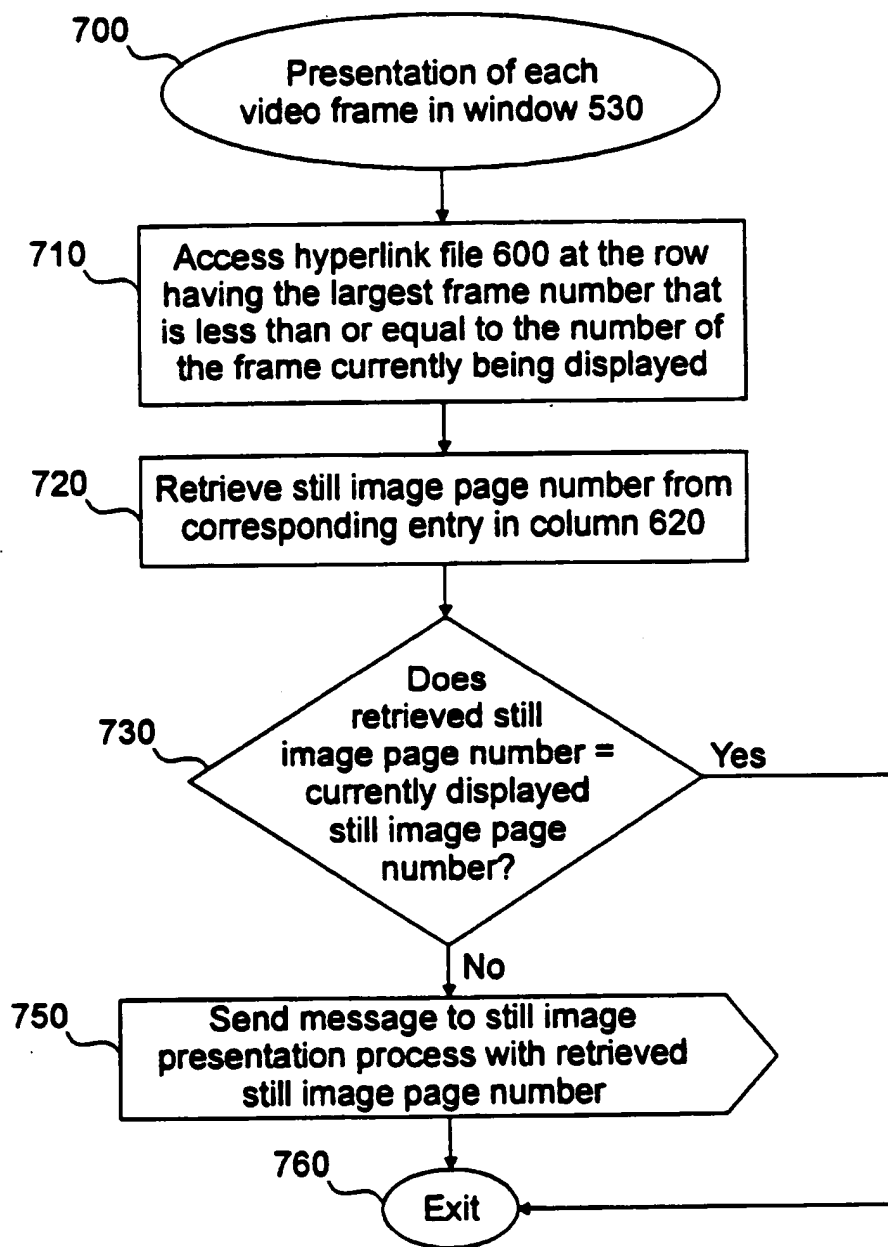 700
Presentation of each
video frame in window 530
710
Access hyperlink file 600 at the row
having the largest frame number that
is less than or equal to the number of
the frame currently being displayed
720
Retrieve still image page number from
corresponding entry in column 620
730
Does
retrieved still
image page number =
currently displayed
still image page
number?
Yes
No
750
Send message to still image
presentation process with retrieved
still image page number
760
Exit